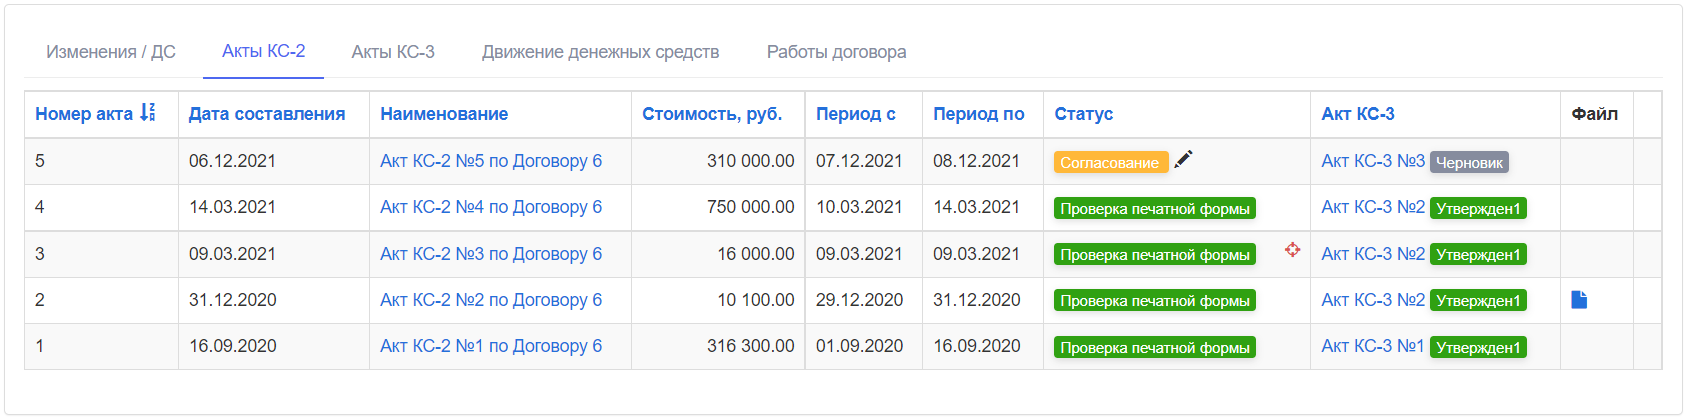 Изменения / ДС Акты КС-2 Акты КС-3 Движение денежных средств Работы договора
Номер акта Дата составления Наименование Стоимость, руб. Период с Период по Статус Акт КС-3 Файл
5 06.12.2021 Акт КС-2 №5 по Договору 6 310 000.00 07.12.2021 08.12.2021 Согласование Акт КС-3 №3 Черновик
4 14.03.2021 Акт КС-2 №4 по Договору 6 750 000.00 10.03.2021 14.03.2021 Проверка печатной формы Акт КС-3 №2 Утвержден1
3 09.03.2021 Акт КС-2 №3 по Договору 6 16 000.00 09.03.2021 09.03.2021 Проверка печатной формы Акт КС-3 №2 Утвержден1
2 31.12.2020 Акт КС-2 №2 по Договору 6 10 100.00 29.12.2020 31.12.2020 Проверка печатной формы Акт КС-3 №2 Утвержден1
1 16.09.2020 Акт КС-2 №1 по Договору 6 316 300.00 01.09.2020 16.09.2020 Проверка печатной формы Акт КС-3 №1 Утвержден1